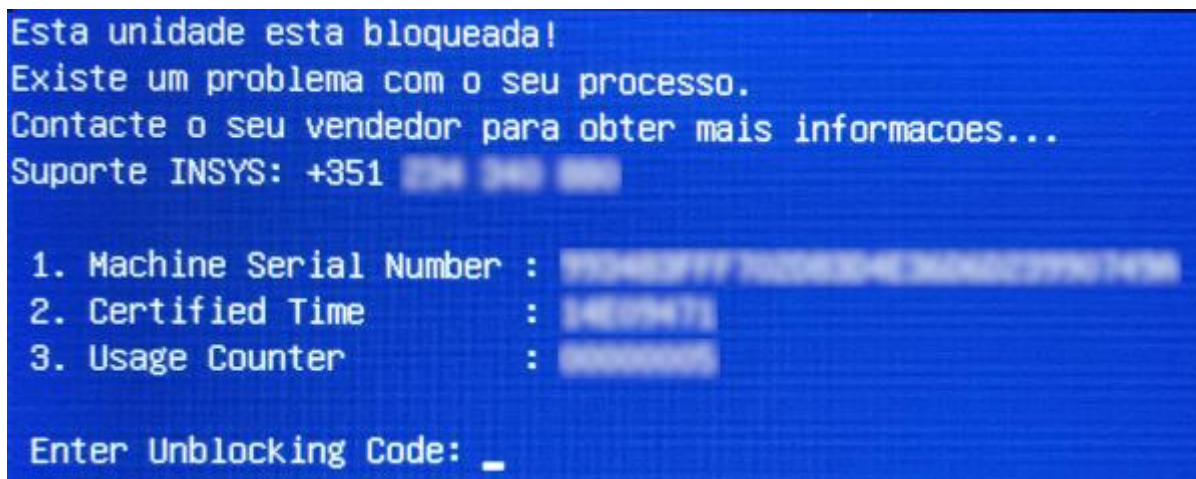 Esta unidade esta bloqueada!
Existe um problema com o seu processo.
Contacte o seu vendedor para obter mais informacoes...
Suporte INSYS: +351
1. Machine Serial Number :
2. Certified Time :
3. Usage Counter :
Enter Unblocking Code: _